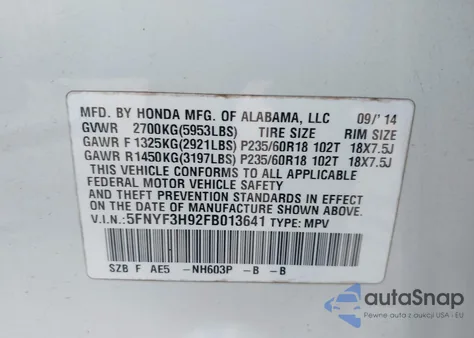 MFD. BY HONDA MFG. OF ALABAMA, LLC 09/'14
GVWR 2700KG(5953LBS) TIRE SIZE RIM SIZE
GAWR F 1325KG(2921LBS) P235/60R18 102T 18X7.5J
GAWR R1450KG(3197LBS) P235/60R18 102T 18X7.5J
THIS VEHICLE CONFORMS TO ALL APPLICABLE
FEDERAL MOTOR VEHICLE SAFETY
AND THEFT PREVENTION STANDARDS IN EFFECT
ON THE DATE OF MANUFACTURE SHOWN ABOVE.
V.I.N.:5FNYF3H92FB013641 TYPE: MPV
SZB F AE5 -NH603P -B -B
autoSnap
Pewne auta z aukcji USA i EU